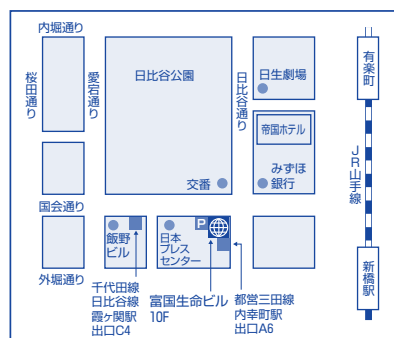 内堀通り
桜田通り
愛宕通り
日比谷公園
日比谷通り
日生劇場
有楽町
帝国ホテル
みずほ
銀行
交番
JR山手線
国会通り
飯野
ビル
日本
プレス
センター
P
外堀通り
新橋駅
千代田線
日比谷線
霞ヶ関駅
出口C4
富国生命ビル
10F
都営三田線
内幸町駅
出口A6